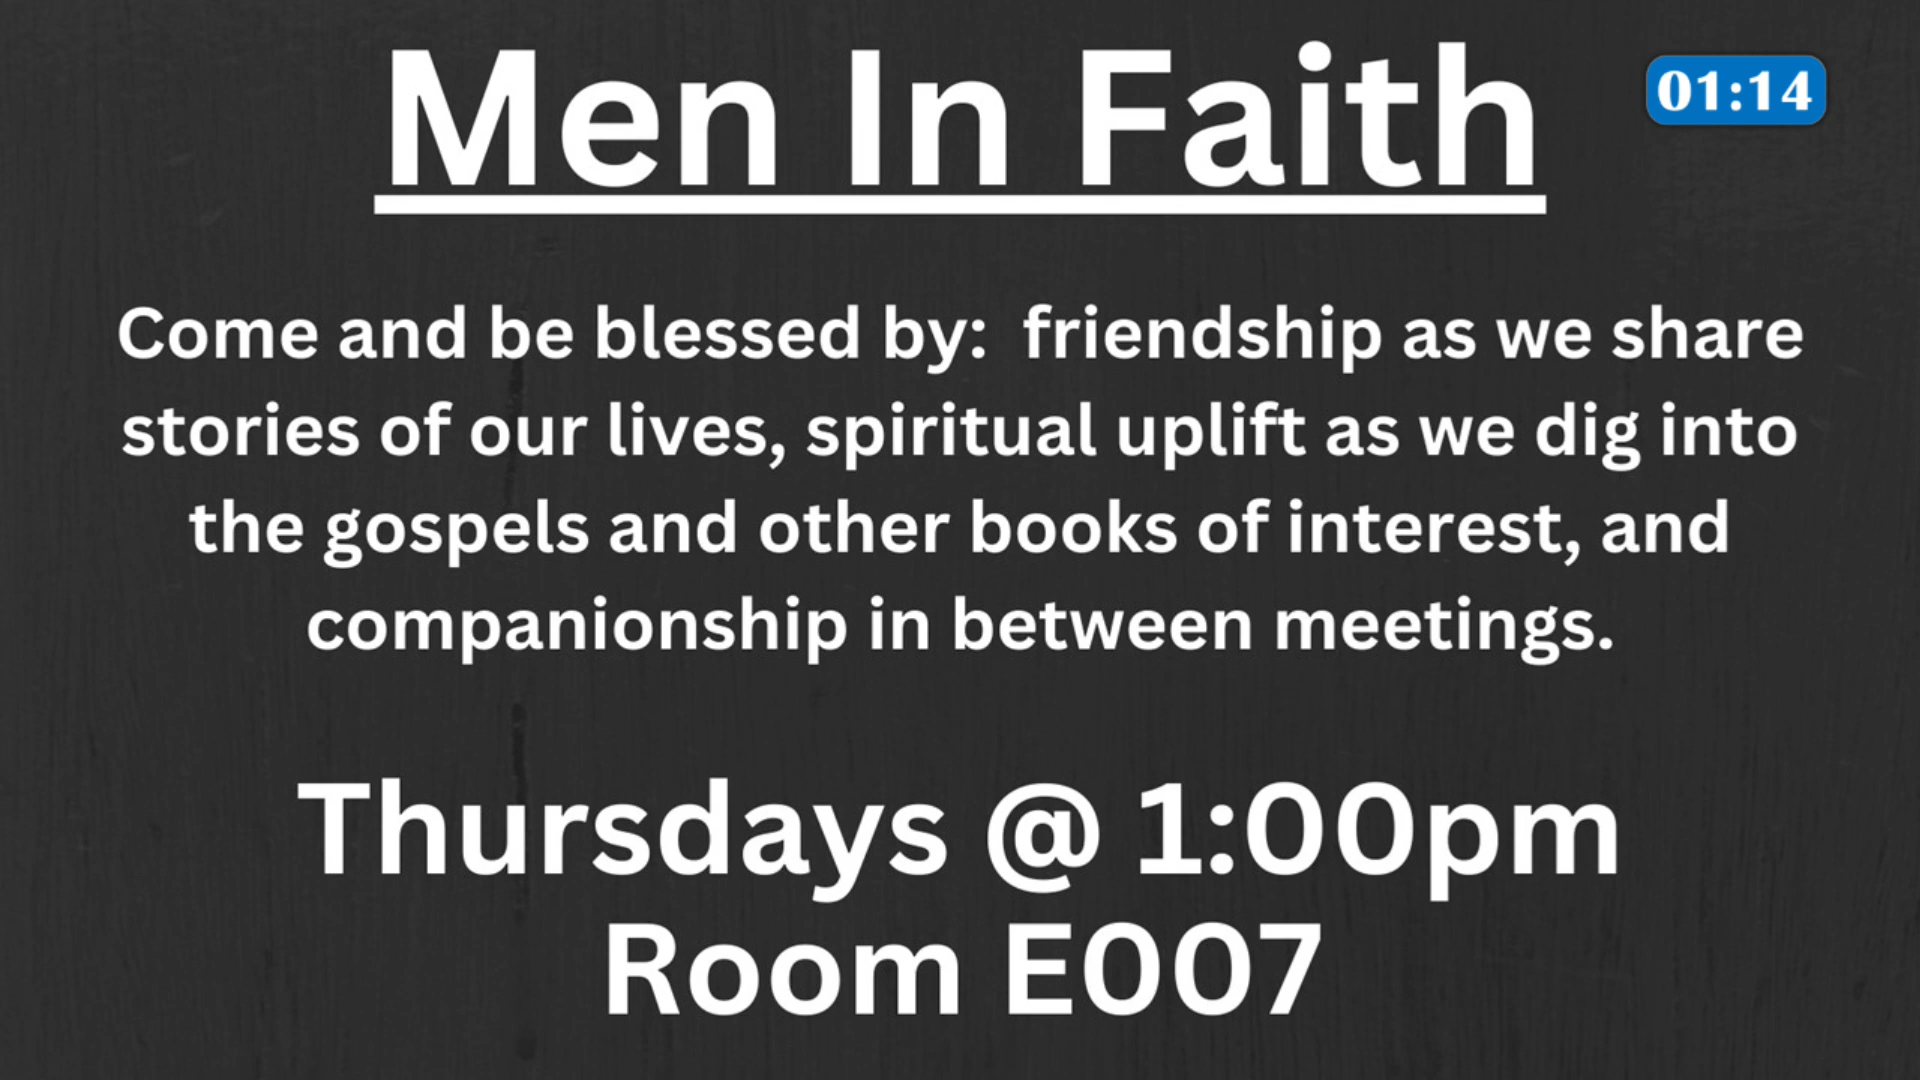 Men In Faith
01:14
Come and be blessed by:  friendship as we share
stories of our lives, spiritual uplift as we dig into
the gospels and other books of interest, and
companionship in between meetings.
Thursdays @ 1:00pm
Room E007